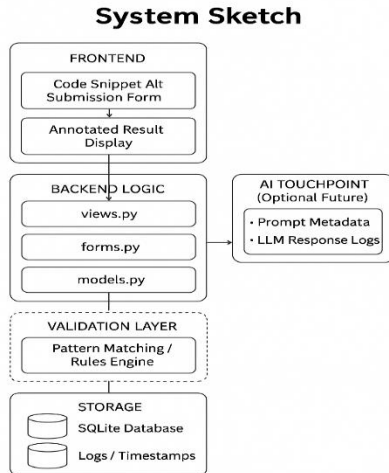 System Sketch
FRONTEND
Code Snippet Alt
Submission Form
Annotated Result
Display
BACKEND LOGIC
views.py
forms.py
models.py
AI TOUCHPOINT
(Optional Future)
• Prompt Metadata
• LLM Response Logs
VALIDATION LAYER
Pattern Matching /
Rules Engine
STORAGE
SQLite Database
Logs / Timestamps